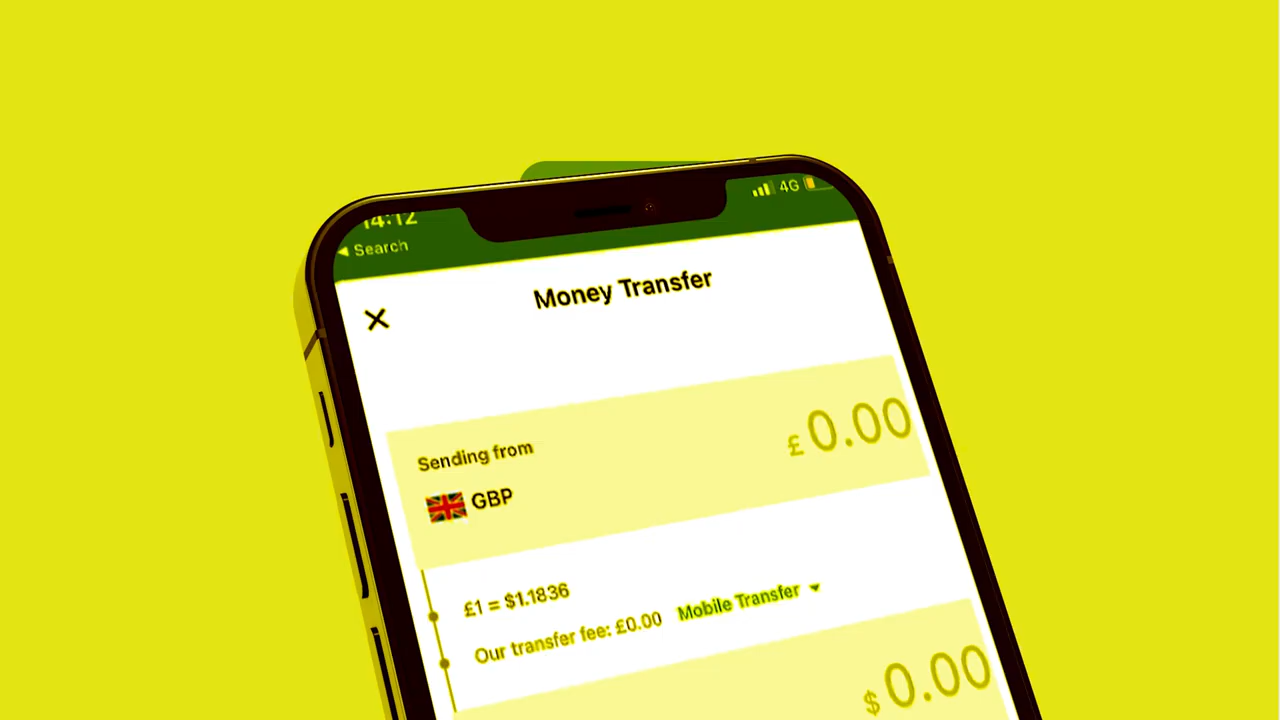 14:12
4G
Search
Money Transfer
Sending from
£0.00
GBP
£1 = $1.1836
Our transfer fee: £0.00 Mobile Transfer
$0.00